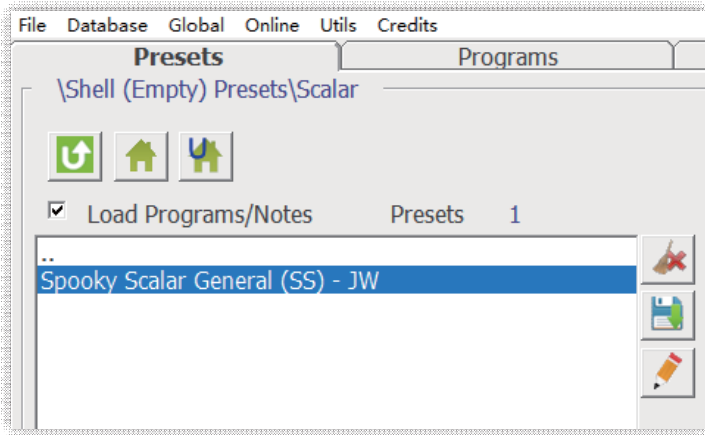 File Database Global Online Utils Credits
Presets Programs
\Shell (Empty) Presets\Scalar
U
Load Programs/Notes Presets 1
..
Spooky Scalar General (SS) - JW